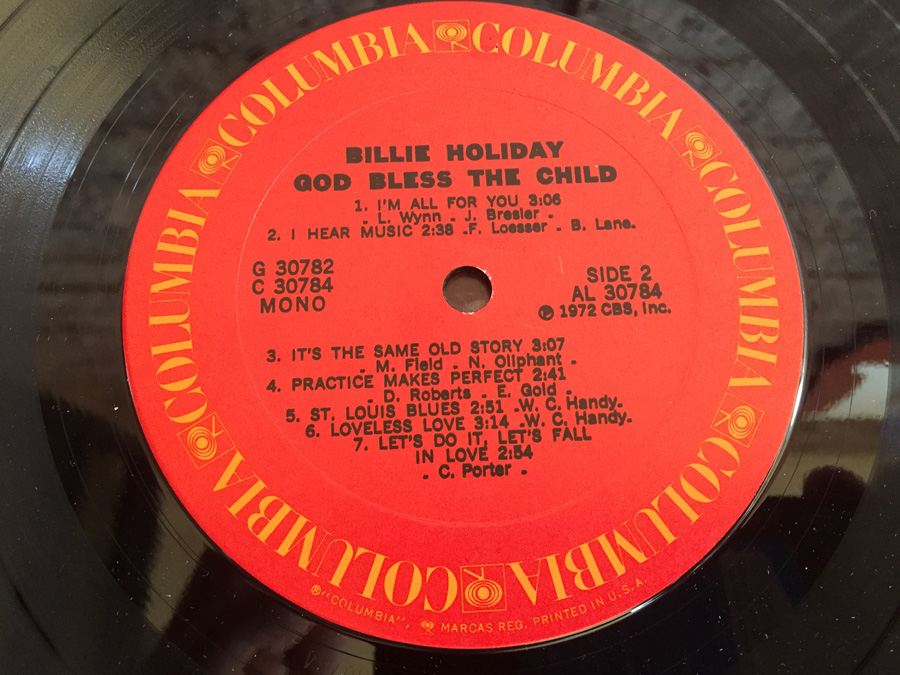 COLUMBIA COLUMBIA COLUMBIA COLUMBIA COLUMBIA COLUMBIA
BILLIE HOLIDAY
GOD BLESS THE CHILD
1. I'M ALL FOR YOU 3:06
. L. Wynn . J. Bresler .
2. I HEAR MUSIC 2:38 .F. Loesser . B. Lane.
G 30782
C 30784
MONO
SIDE 2
AL 30784
℗ 1972 CBS, Inc.
3. IT'S THE SAME OLD STORY 3:07
. M. Field . N. Oliphant .
4. PRACTICE MAKES PERFECT 2:41
. D. Roberts . E. Gold .
5. ST. LOUIS BLUES 2:51 .W. C. Handy.
6. LOVELESS LOVE 3:14 .W. C. Handy.
7. LET'S DO IT, LET'S FALL
IN LOVE 2:54
. C. Porter .
®"COLUMBIA", MARCAS REG. PRINTED IN U.S.A.